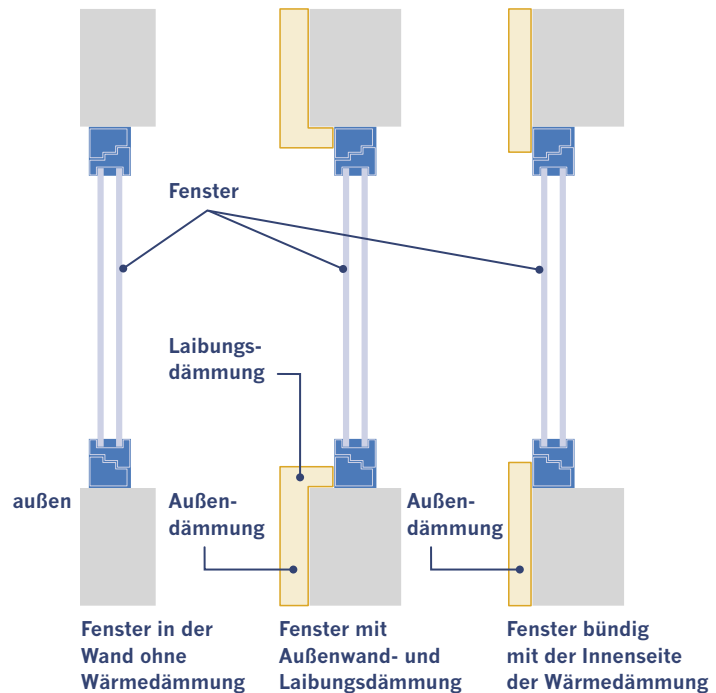 Fenster
Laibungs-
dämmung
außen
Außen-
dämmung
Außen-
dämmung
Fenster in der
Wand ohne
Wärmedämmung
Fenster mit
Außenwand- und
Laibungsdämmung
Fenster bündig
mit der Innenseite
der Wärmedämmung